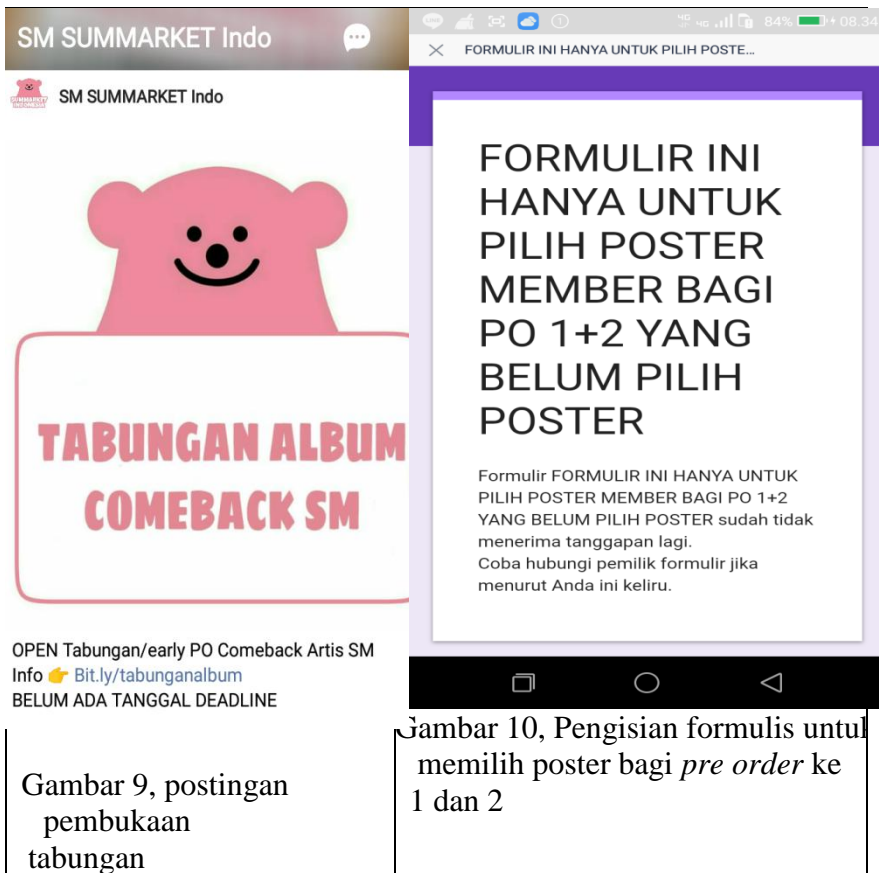 SM SUMMARKET Indo
SM SUMMARKET Indo
TABUNGAN ALBUM
COMEBACK SM
OPEN Tabungan/early PO Comeback Artis SM
Info 👉 Bit.ly/tabunganalbum
BELUM ADA TANGGAL DEADLINE
Gambar 9, postingan
pembukaan
tabungan
84% 08.34
FORMULIR INI HANYA UNTUK PILIH POSTE...
FORMULIR INI
HANYA UNTUK
PILIH POSTER
MEMBER BAGI
PO 1+2 YANG
BELUM PILIH
POSTER
Formulir FORMULIR INI HANYA UNTUK
PILIH POSTER MEMBER BAGI PO 1+2
YANG BELUM PILIH POSTER sudah tidak
menerima tanggapan lagi.
Coba hubungi pemilik formulir jika
menurut Anda ini keliru.
Gambar 10, Pengisian formulis untuk
memilih poster bagi pre order ke
1 dan 2